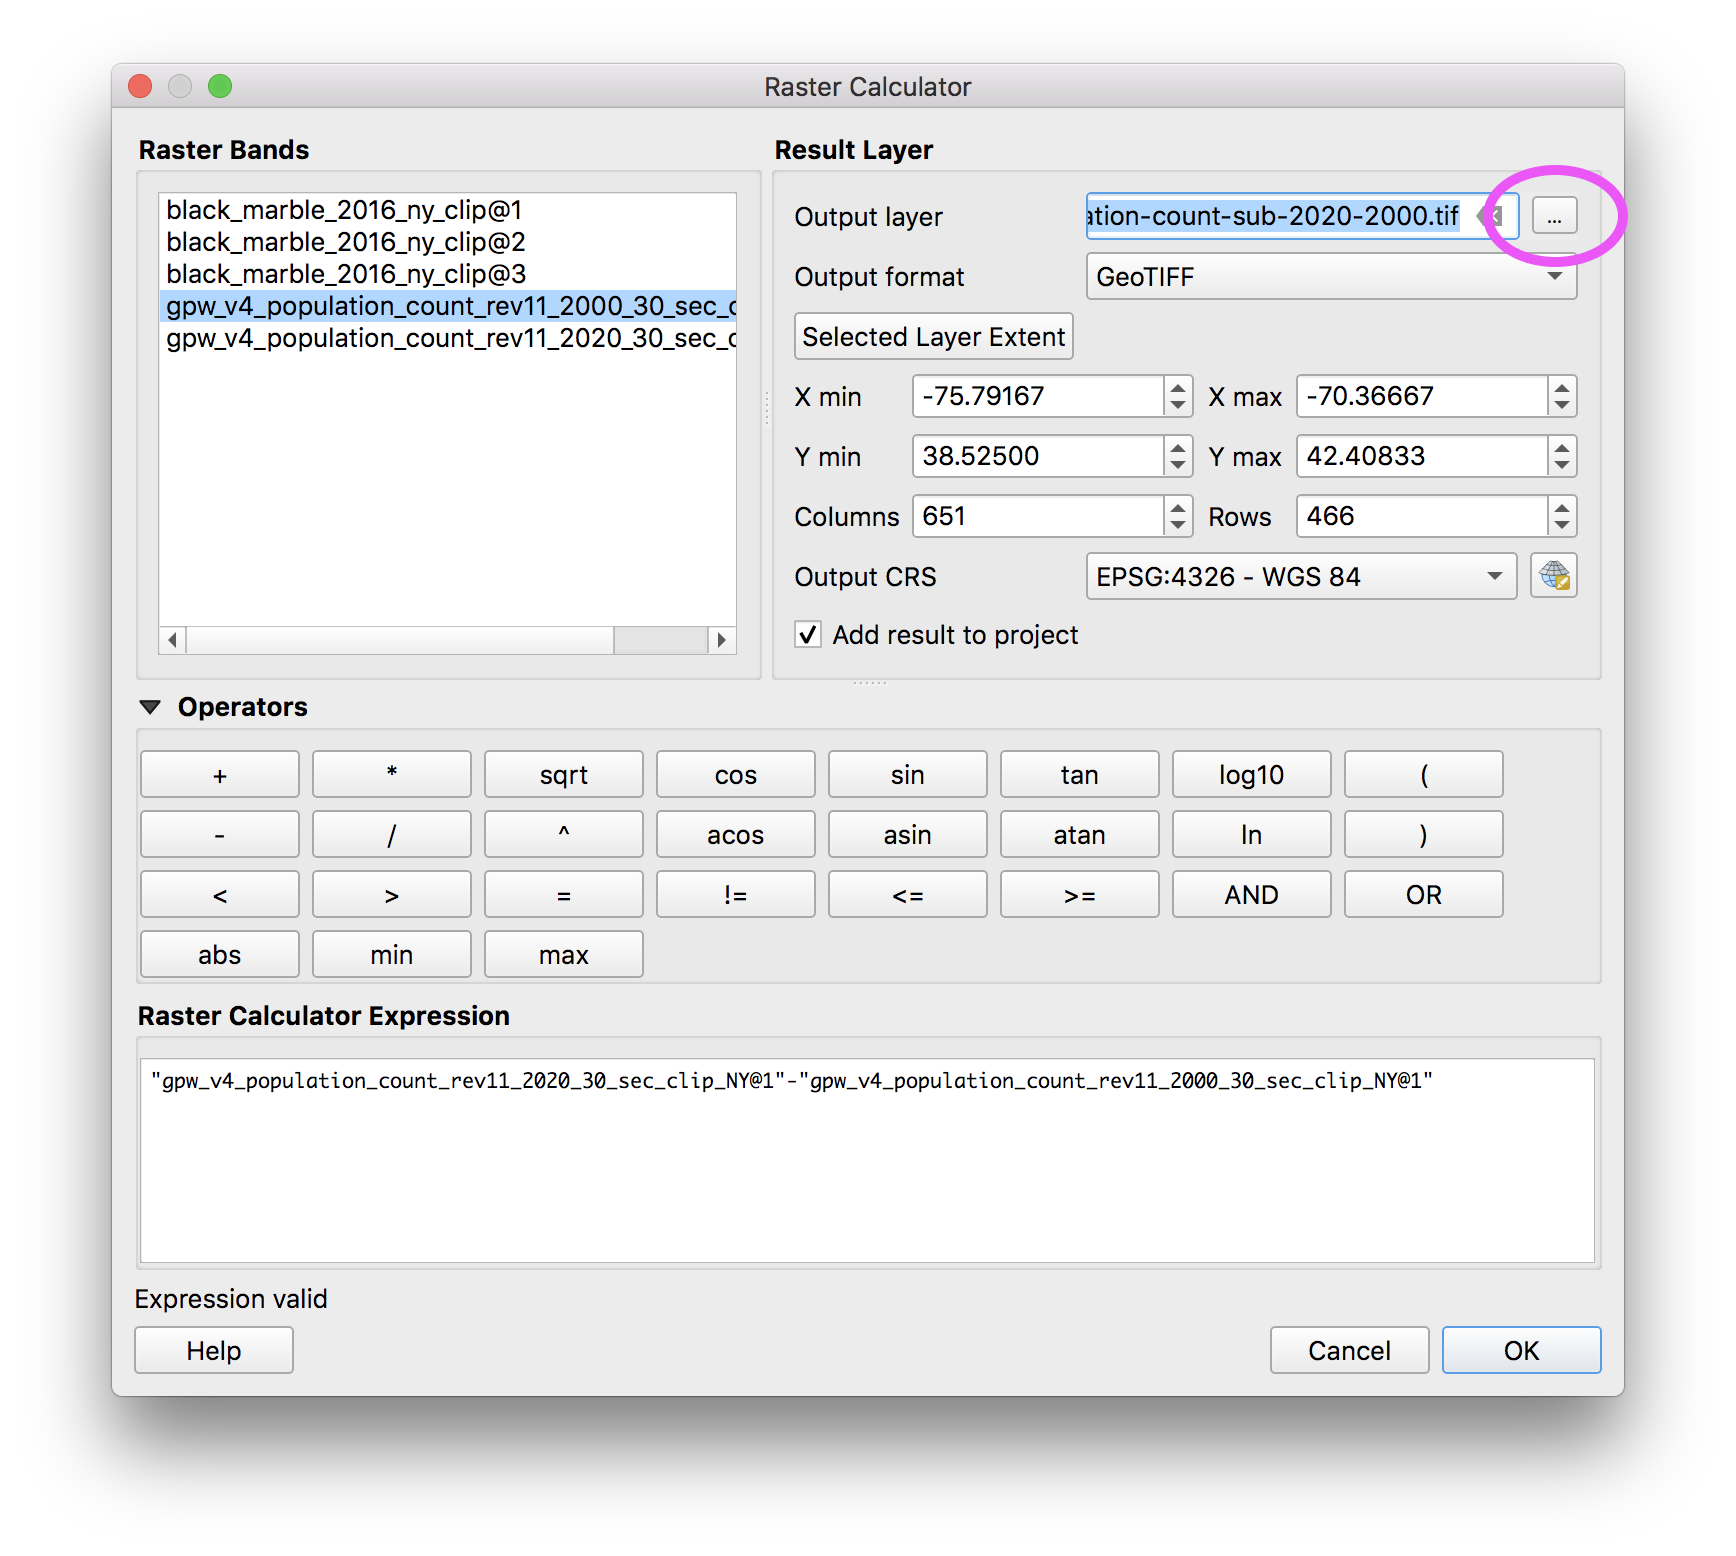 Raster Calculator
Raster Bands
black_marble_2016_ny_clip@1
black_marble_2016_ny_clip@2
black_marble_2016_ny_clip@3
gpw_v4_population_count_rev11_2000_30_sec_c
gpw_v4_population_count_rev11_2020_30_sec_c
Result Layer
Output layer ation-count-sub-2020-2000.tif ...
Output format GeoTIFF
Selected Layer Extent
X min -75.79167 X max -70.36667
Y min 38.52500 Y max 42.40833
Columns 651 Rows 466
Output CRS EPSG:4326 - WGS 84
Add result to project
Operators
+ * sqrt cos sin tan log10 (
- / ^ acos asin atan ln )
< > = != <= >= AND OR
abs min max
Raster Calculator Expression
"gpw_v4_population_count_rev11_2020_30_sec_clip_NY@1"-"gpw_v4_population_count_rev11_2000_30_sec_clip_NY@1"
Expression valid
Help Cancel OK